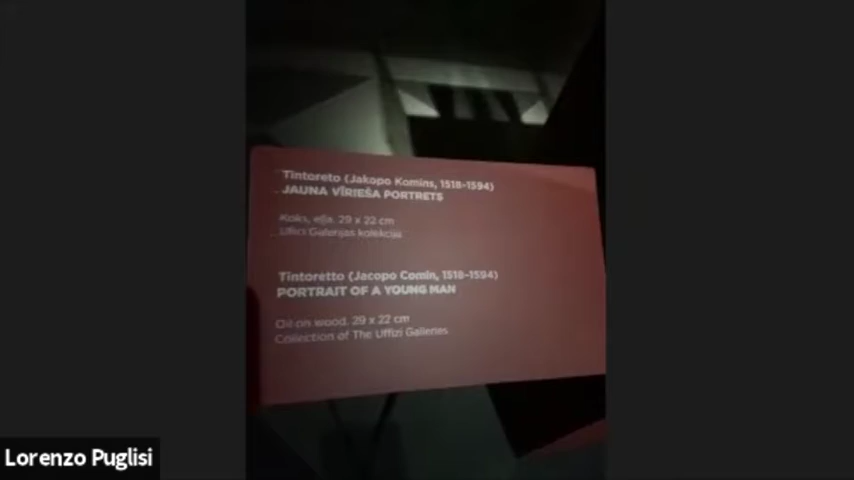 Tintoreto (Jakopo Komins, 1518-1594)
JAUNA VĪRIEŠA PORTRETS
Koks, eļļa. 29 x 22 cm
Ufici Galerijas kolekcija
Tintoretto (Jacopo Comin, 1518-1594)
PORTRAIT OF A YOUNG MAN
Oil on wood. 29 x 22 cm
Collection of The Uffizi Galleries
Lorenzo Puglisi